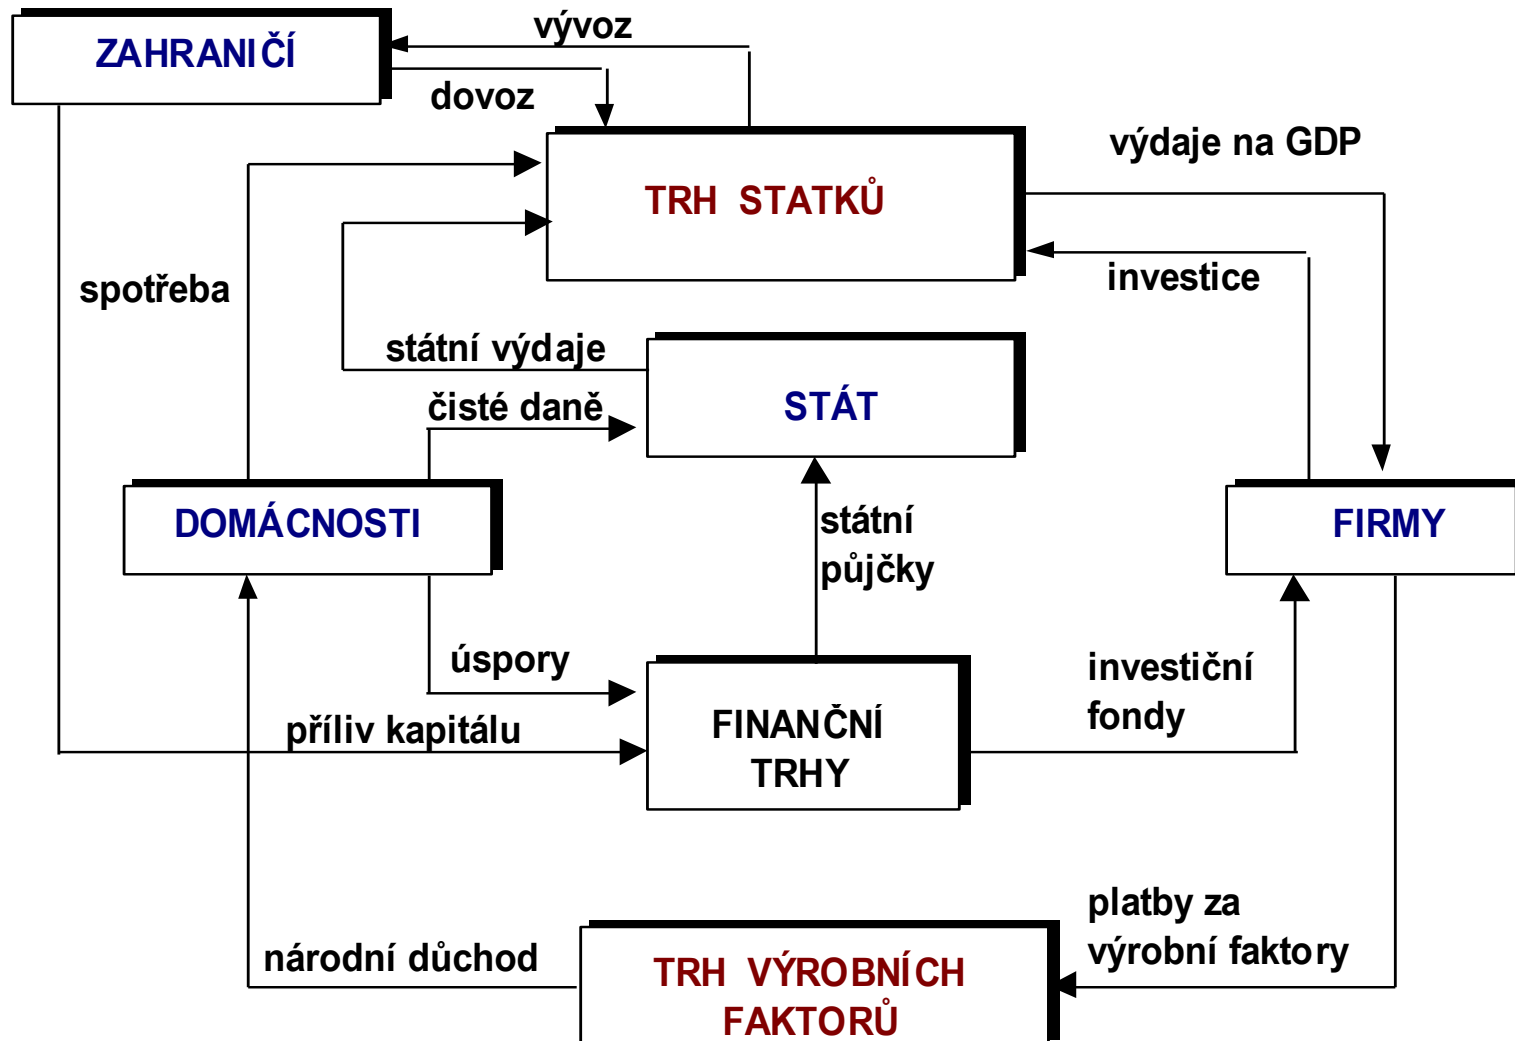 vývoz
ZAHRANIČÍ
dovoz
výdaje na GDP
TRH STATKŮ
spotřeba
investice
státní výdaje
čisté daně
STÁT
DOMÁCNOSTI
státní
půjčky
FIRMY
úspory
investiční
fondy
příliv kapitálu
FINANČNÍ
TRHY
platby za
výrobní faktory
národní důchod
TRH VÝROBNÍCH
FAKTORŮ